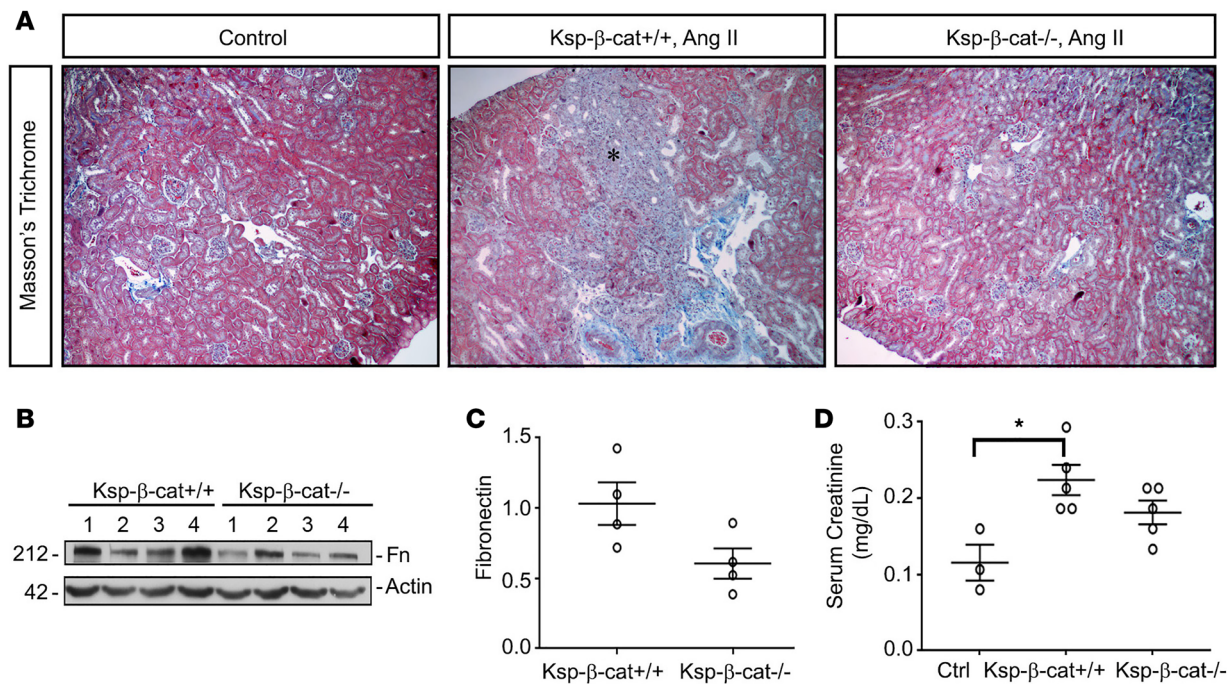 A
Control
Ksp-β-cat+/+, Ang II
Ksp-β-cat-/-, Ang II
Masson's Trichrome
*
B
Ksp-β-cat+/+ Ksp-β-cat-/-
1 2 3 4 1 2 3 4
212 - -Fn
42 - -Actin
C
Fibronectin
1.5
1.0
0.5
0.0
Ksp-β-cat+/+ Ksp-β-cat-/-
D
Serum Creatinine
(mg/dL)
0.3
0.2
0.1
0.0
*
Ctrl Ksp-β-cat+/+ Ksp-β-cat-/-